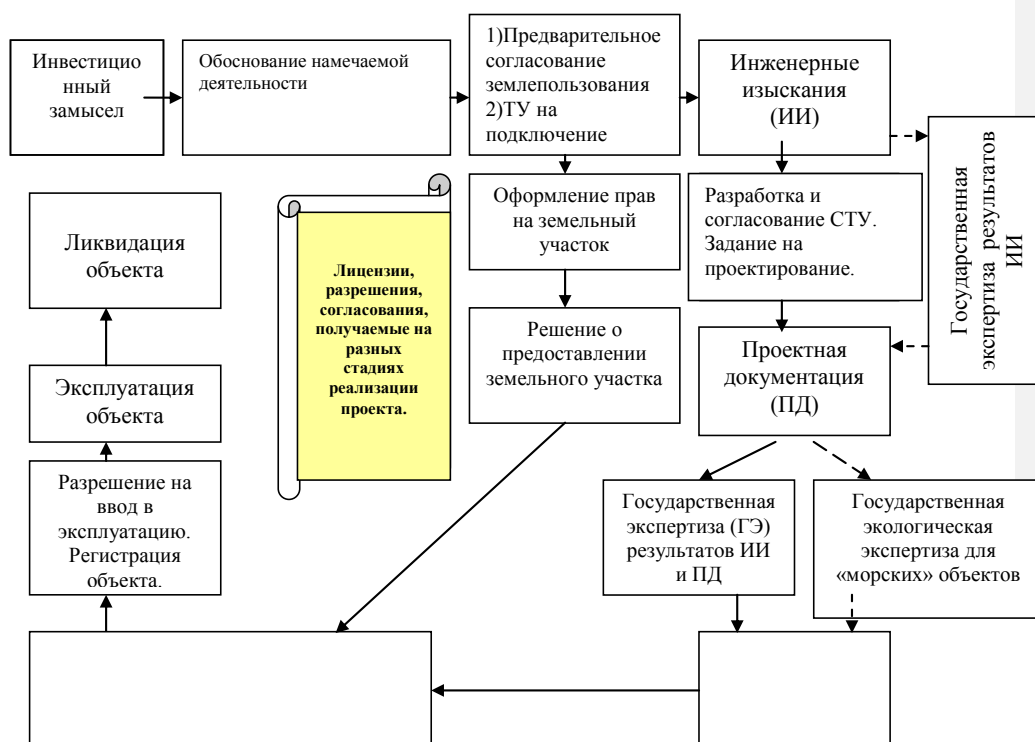 Инвестицио
нный
замысел
Обоснование намечаемой
деятельности
1)Предварительное
согласование
землепользования
2)ТУ на
подключение
Инженерные
изыскания
(ИИ)
Государственная
экспертиза результатов
ИИ
Оформление прав
на земельный
участок
Разработка и
согласование СТУ.
Задание на
проектирование.
Ликвидация
объекта
Лицензии,
разрешения,
согласования,
получаемые на
разных
стадиях
реализации
проекта.
Решение о
предоставлении
земельного участка
Проектная
документация
(ПД)
Эксплуатация
объекта
Разрешение на
ввод в
эксплуатацию.
Регистрация
объекта.
Государственная
экспертиза (ГЭ)
результатов ИИ
и ПД
Государственная
экологическая
экспертиза для
«морских» объектов